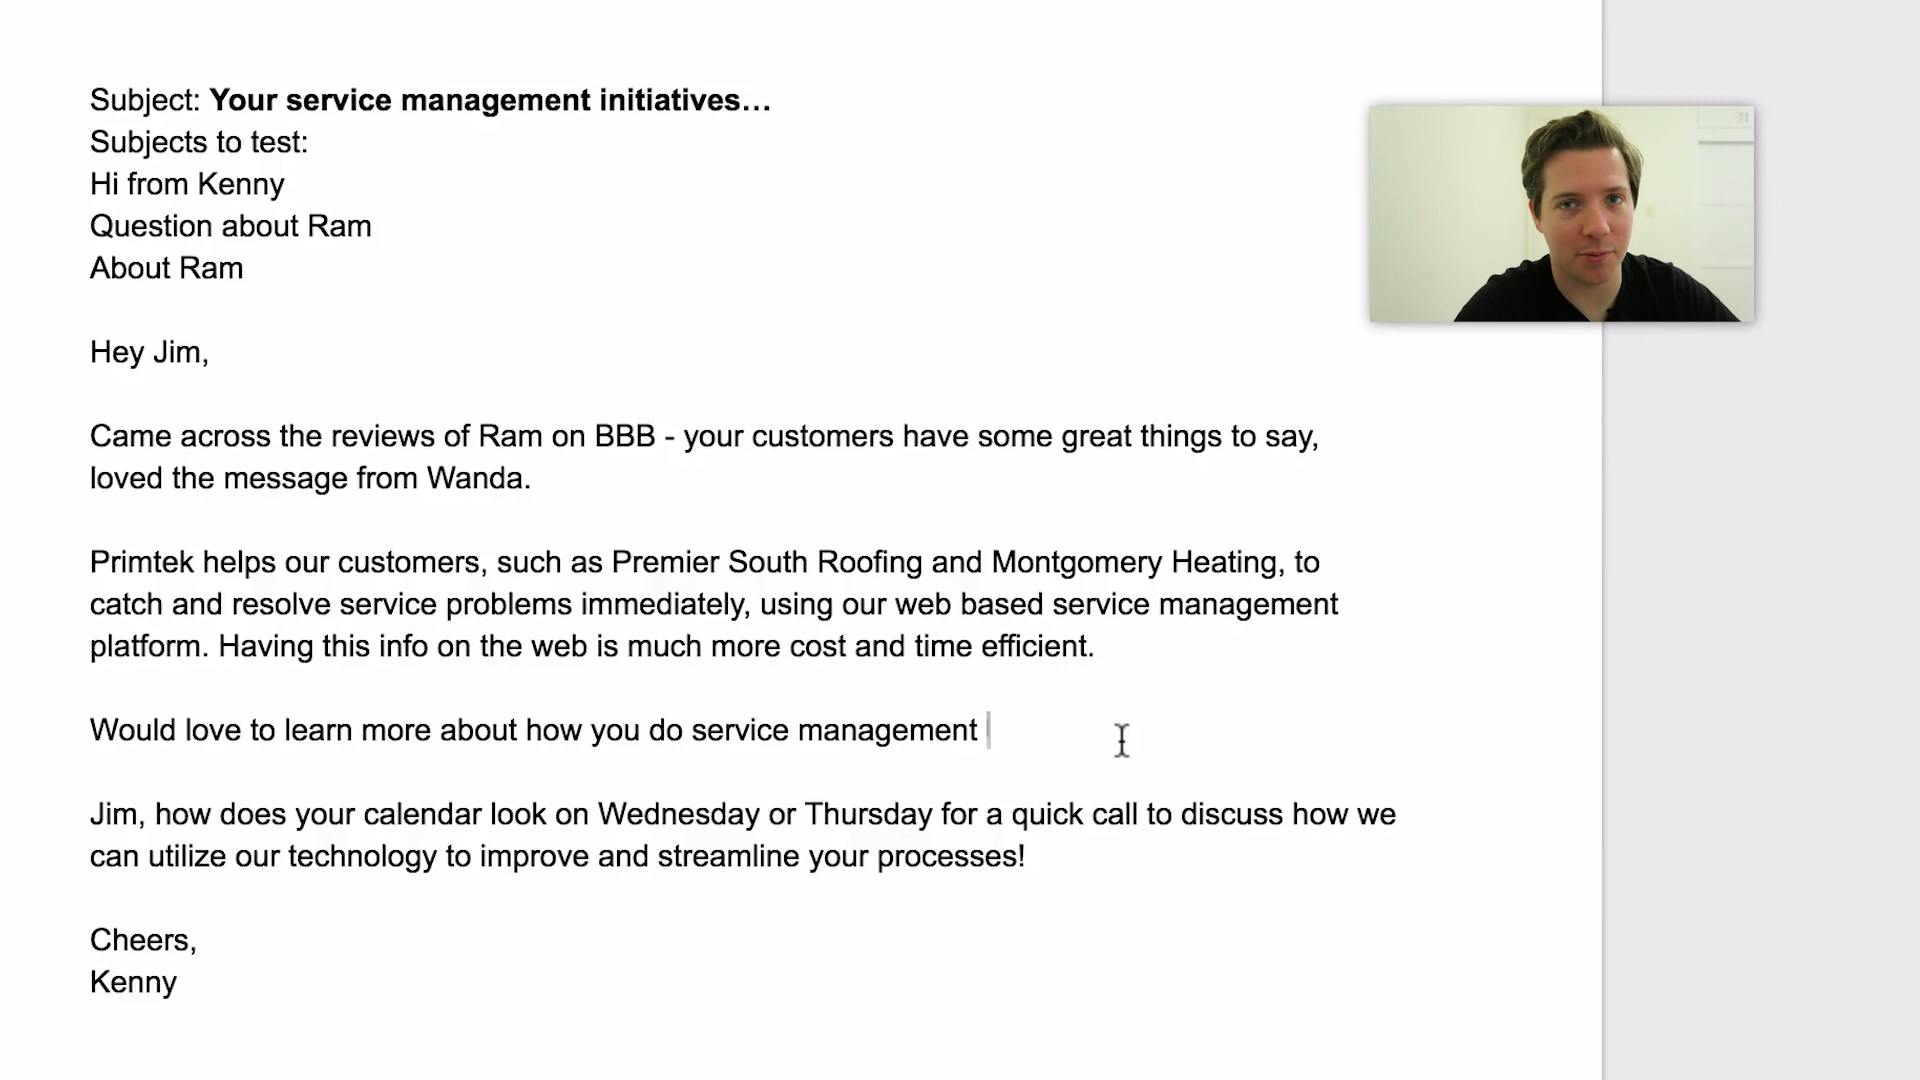 Subject: Your service management initiatives…
Subjects to test:
Hi from Kenny
Question about Ram
About Ram
Hey Jim,
Came across the reviews of Ram on BBB - your customers have some great things to say,
loved the message from Wanda.
Primtek helps our customers, such as Premier South Roofing and Montgomery Heating, to
catch and resolve service problems immediately, using our web based service management
platform. Having this info on the web is much more cost and time efficient.
Would love to learn more about how you do service management
Jim, how does your calendar look on Wednesday or Thursday for a quick call to discuss how we
can utilize our technology to improve and streamline your processes!
Cheers,
Kenny